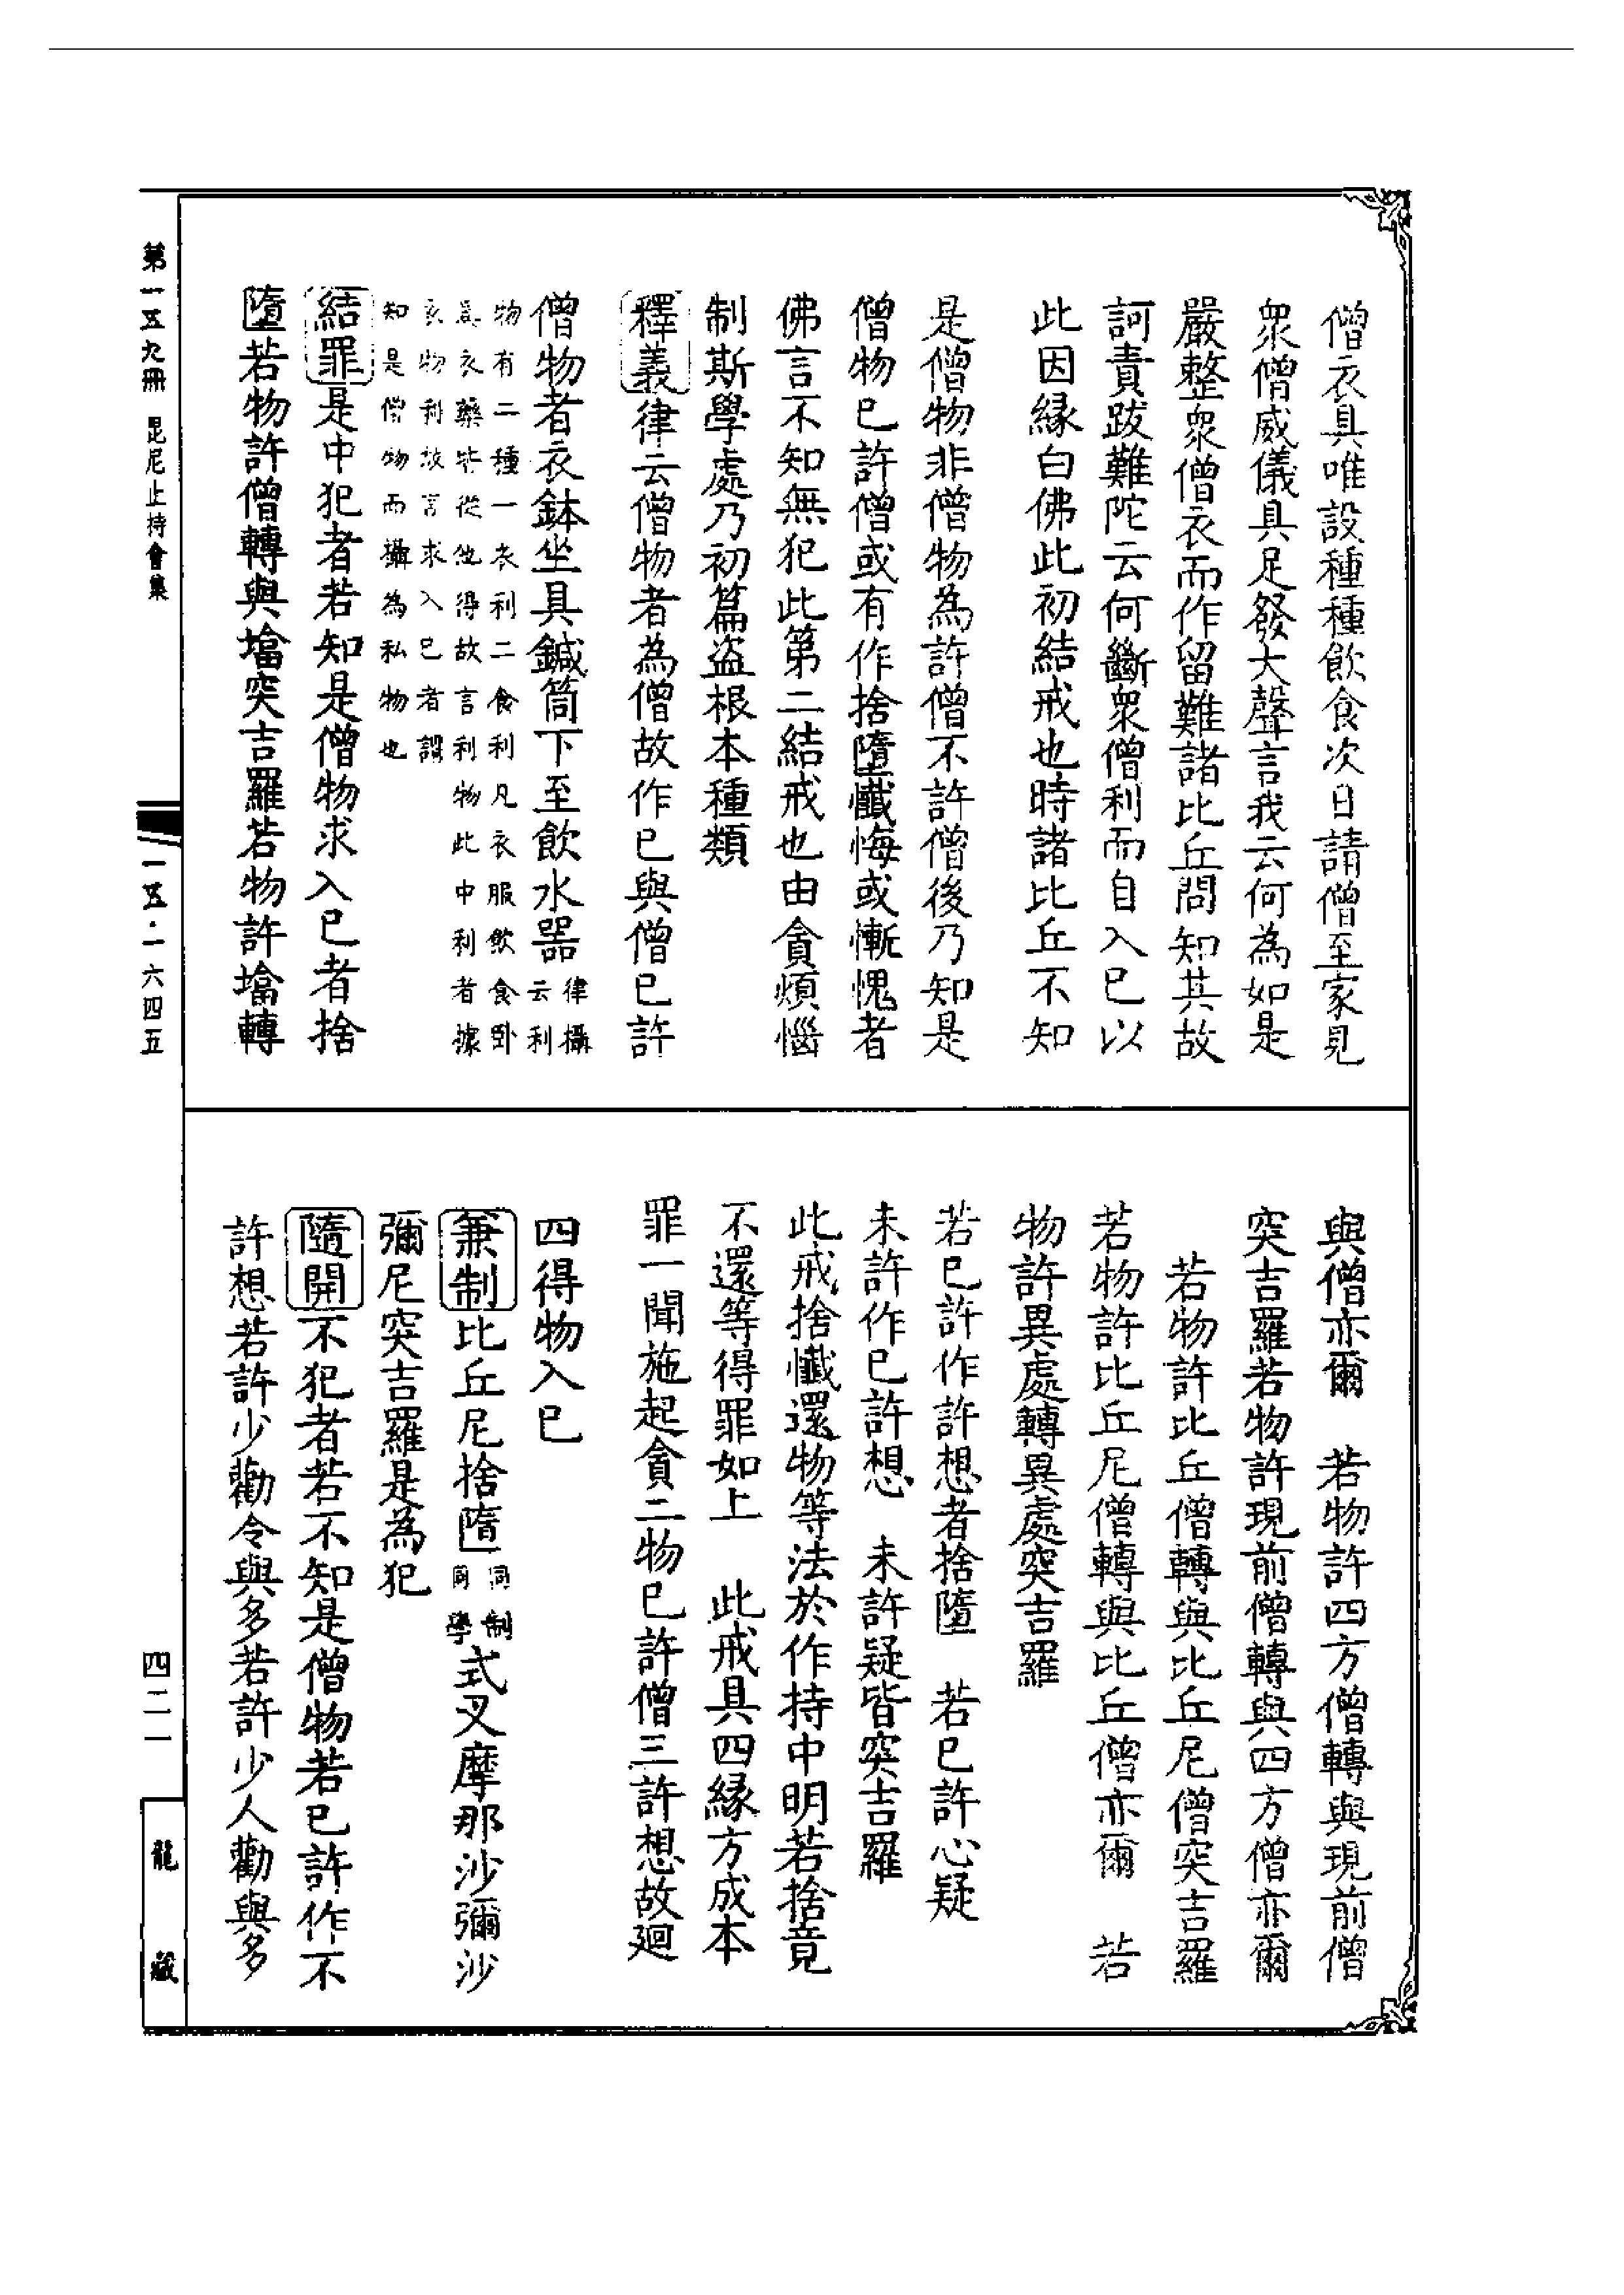 僧衣具唯設種種飲食次日請僧至家見
眾僧威儀具足發大聲言我云何為如是
嚴整眾僧衣而作留難諸比丘問知其故
訶責跋難陀云何斷眾僧利而自入已以
此因緣白佛此初結戒也時諸比丘不知
是僧物非僧物為許僧不許僧後乃知是
僧物已許僧或有作捨墮懺悔或慚愧者
佛言不知無犯此第二結戒也由貪煩惱
制斯學處乃初篇盜根本種類
釋義律云僧物者為僧故作已與僧已許
僧物者衣鉢坐具鍼筒下至飲水器律攝云利
物有二種一衣利二食利凡衣服飲食臥
具衣藥皆從他得故言利物此中利者據
衣物利故言求入已者謂
知是僧物而攝為私物也
結罪是中犯者若知是僧物求入已者捨
墮若物許僧轉與墖突吉羅若物許墖轉
與僧亦爾　若物許四方僧轉與現前僧
突吉羅若物許現前僧轉與四方僧亦爾
若物許比丘僧轉與比丘尼僧突吉羅
若物許比丘尼僧轉與比丘僧亦爾　若
物許異處轉異處突吉羅
若已許作許想者捨墮　若已許心疑
未許作已許想　未許疑皆突吉羅
此戒捨懺還物等法於作持中明若捨竟
不還等得罪如上　此戒具四緣方成本
罪一聞施起貪二物已許僧三許想故迴
四得物入已
兼制比丘尼捨墮同制同學式叉摩那沙彌沙
彌尼突吉羅是為犯
隨開不犯者若不知是僧物若已許作不
許想若許少勸令與多若許少人勸與多
第一五九冊　毘尼止持會集
一五·一六四五
四二一
龍藏